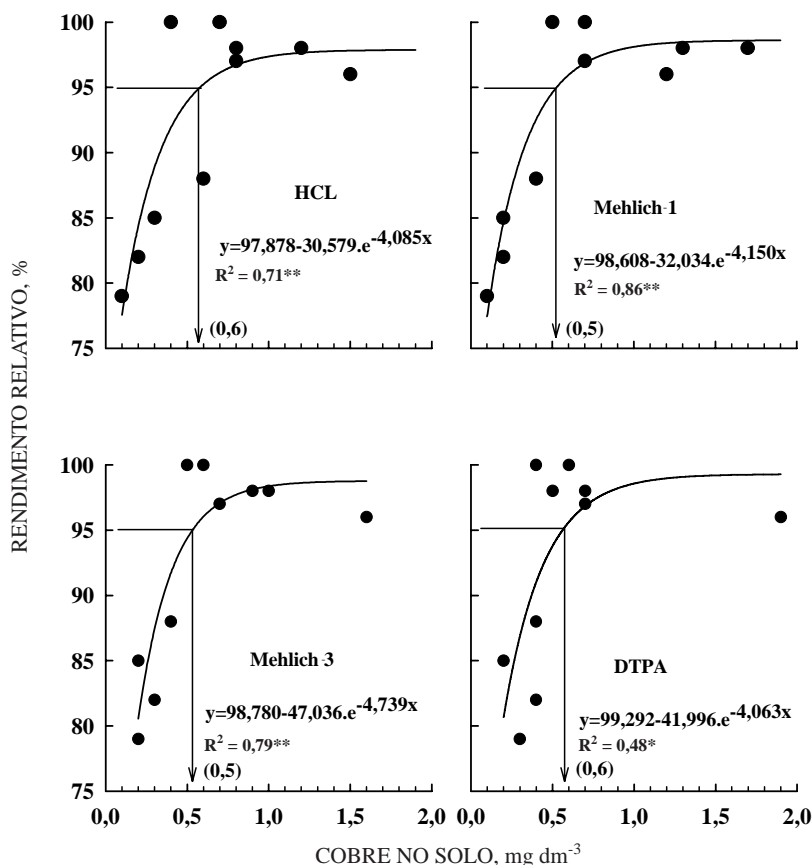 RENDIMENTO RELATIVO, %
100
95
90
85
80
75
HCL
y=97,878-30,579.e-4,085x
R2 = 0,71**
(0,6)
Mehlich-1
y=98,608-32,034.e-4,150x
R2 = 0,86**
(0,5)
100
95
90
85
80
75
Mehlich-3
y=98,780-47,036.e-4,739x
R2 = 0,79**
(0,5)
0,0 0,5 1,0 1,5 2,0
DTPA
y=99,292-41,996.e-4,063x
R2 = 0,48*
(0,6)
0,0 0,5 1,0 1,5 2,0
COBRE NO SOLO, mg dm-3